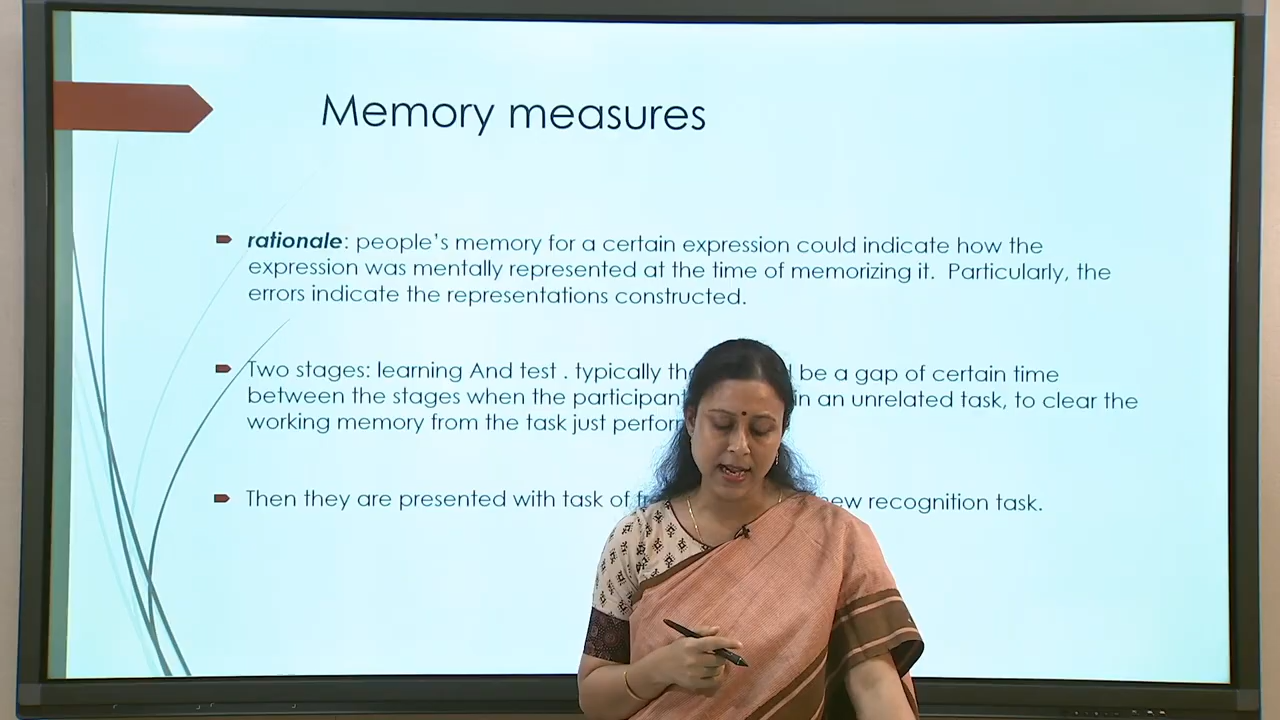 Memory measures
rationale: people's memory for a certain expression could indicate how the
expression was mentally represented at the time of memorizing it. Particularly, the
errors indicate the representations constructed.
Two stages: learning And test . typically be a gap of certain time
between the stages when the participant in an unrelated task, to clear the
working memory from the task just
Then they are presented with task of recognition task.